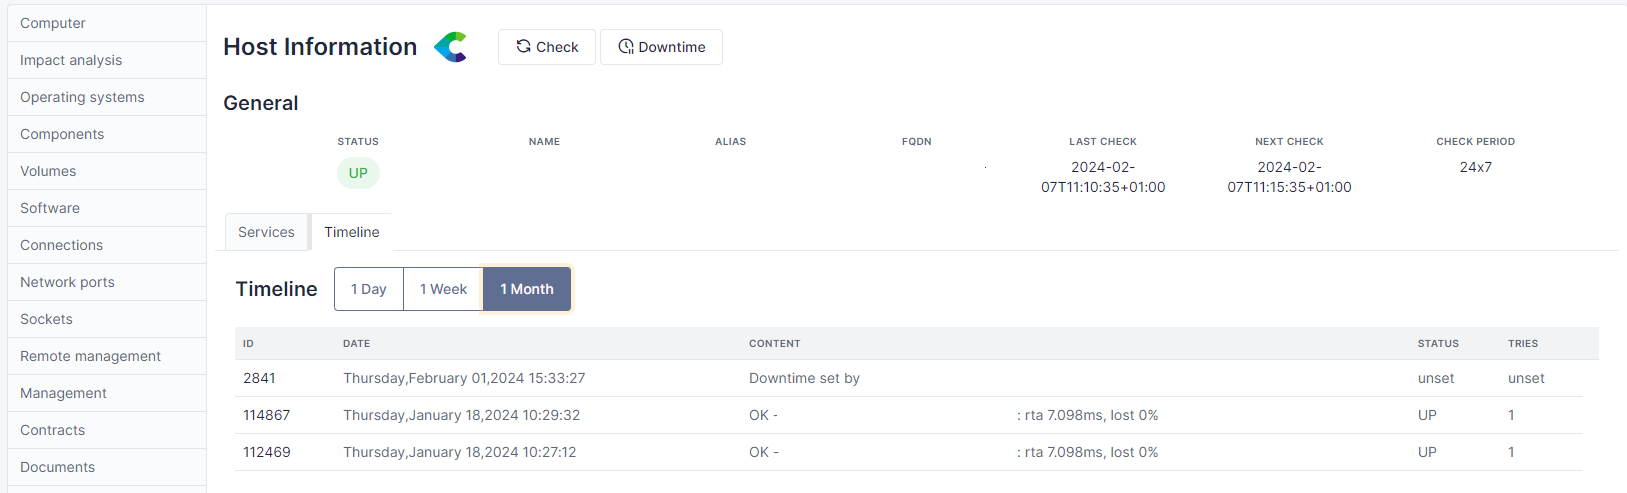 Computer
Impact analysis
Operating systems
Components
Volumes
Software
Connections
Network ports
Sockets
Remote management
Management
Contracts
Documents
Host Information
Check
Downtime
General
STATUS NAME ALIAS FQDN LAST CHECK NEXT CHECK CHECK PERIOD
UP 2024-02-07T11:10:35+01:00 2024-02-07T11:15:35+01:00 24x7
Services Timeline
Timeline 1 Day 1 Week 1 Month
ID DATE CONTENT STATUS TRIES
2841 Thursday,February 01,2024 15:33:27 Downtime set by unset unset
114867 Thursday,January 18,2024 10:29:32 OK - : rta 7.098ms, lost 0% UP 1
112469 Thursday,January 18,2024 10:27:12 OK - : rta 7.098ms, lost 0% UP 1